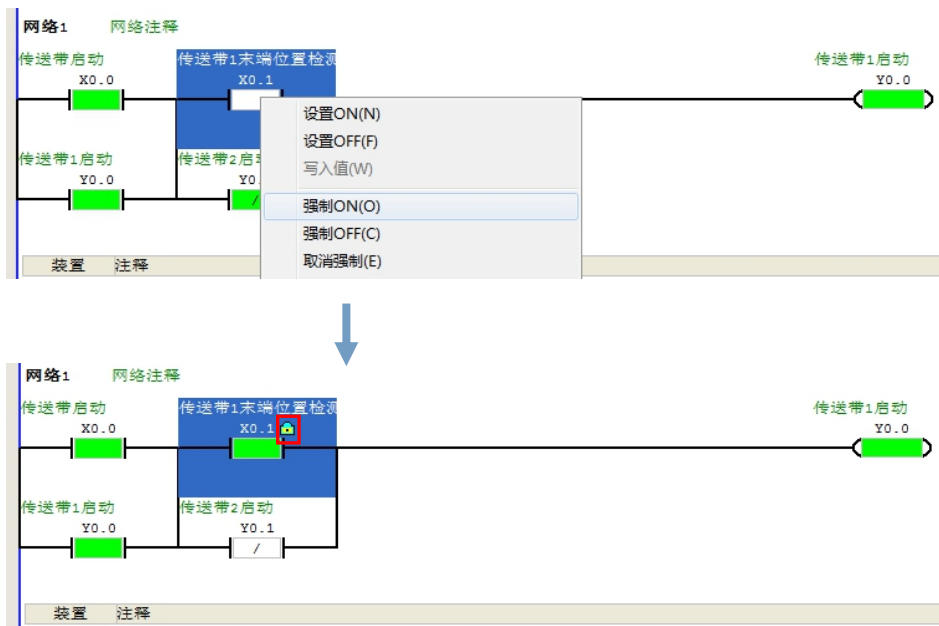 网络1 网络注释
传送带启动 传送带1末端位置检测 传送带1启动
X0.0 X0.1 Y0.0
设置ON(N)
设置OFF(F)
传送带1启动 传送带2启
写入值(W)
Y0.0 Y0.
/
强制ON(O)
强制OFF(C)
取消强制(E)
装置 注释
网络1 网络注释
传送带启动 传送带1末端位置检测 传送带1启动
X0.0 X0.1 Y0.0
传送带1启动 传送带2启动
Y0.0 Y0.1
/
装置 注释